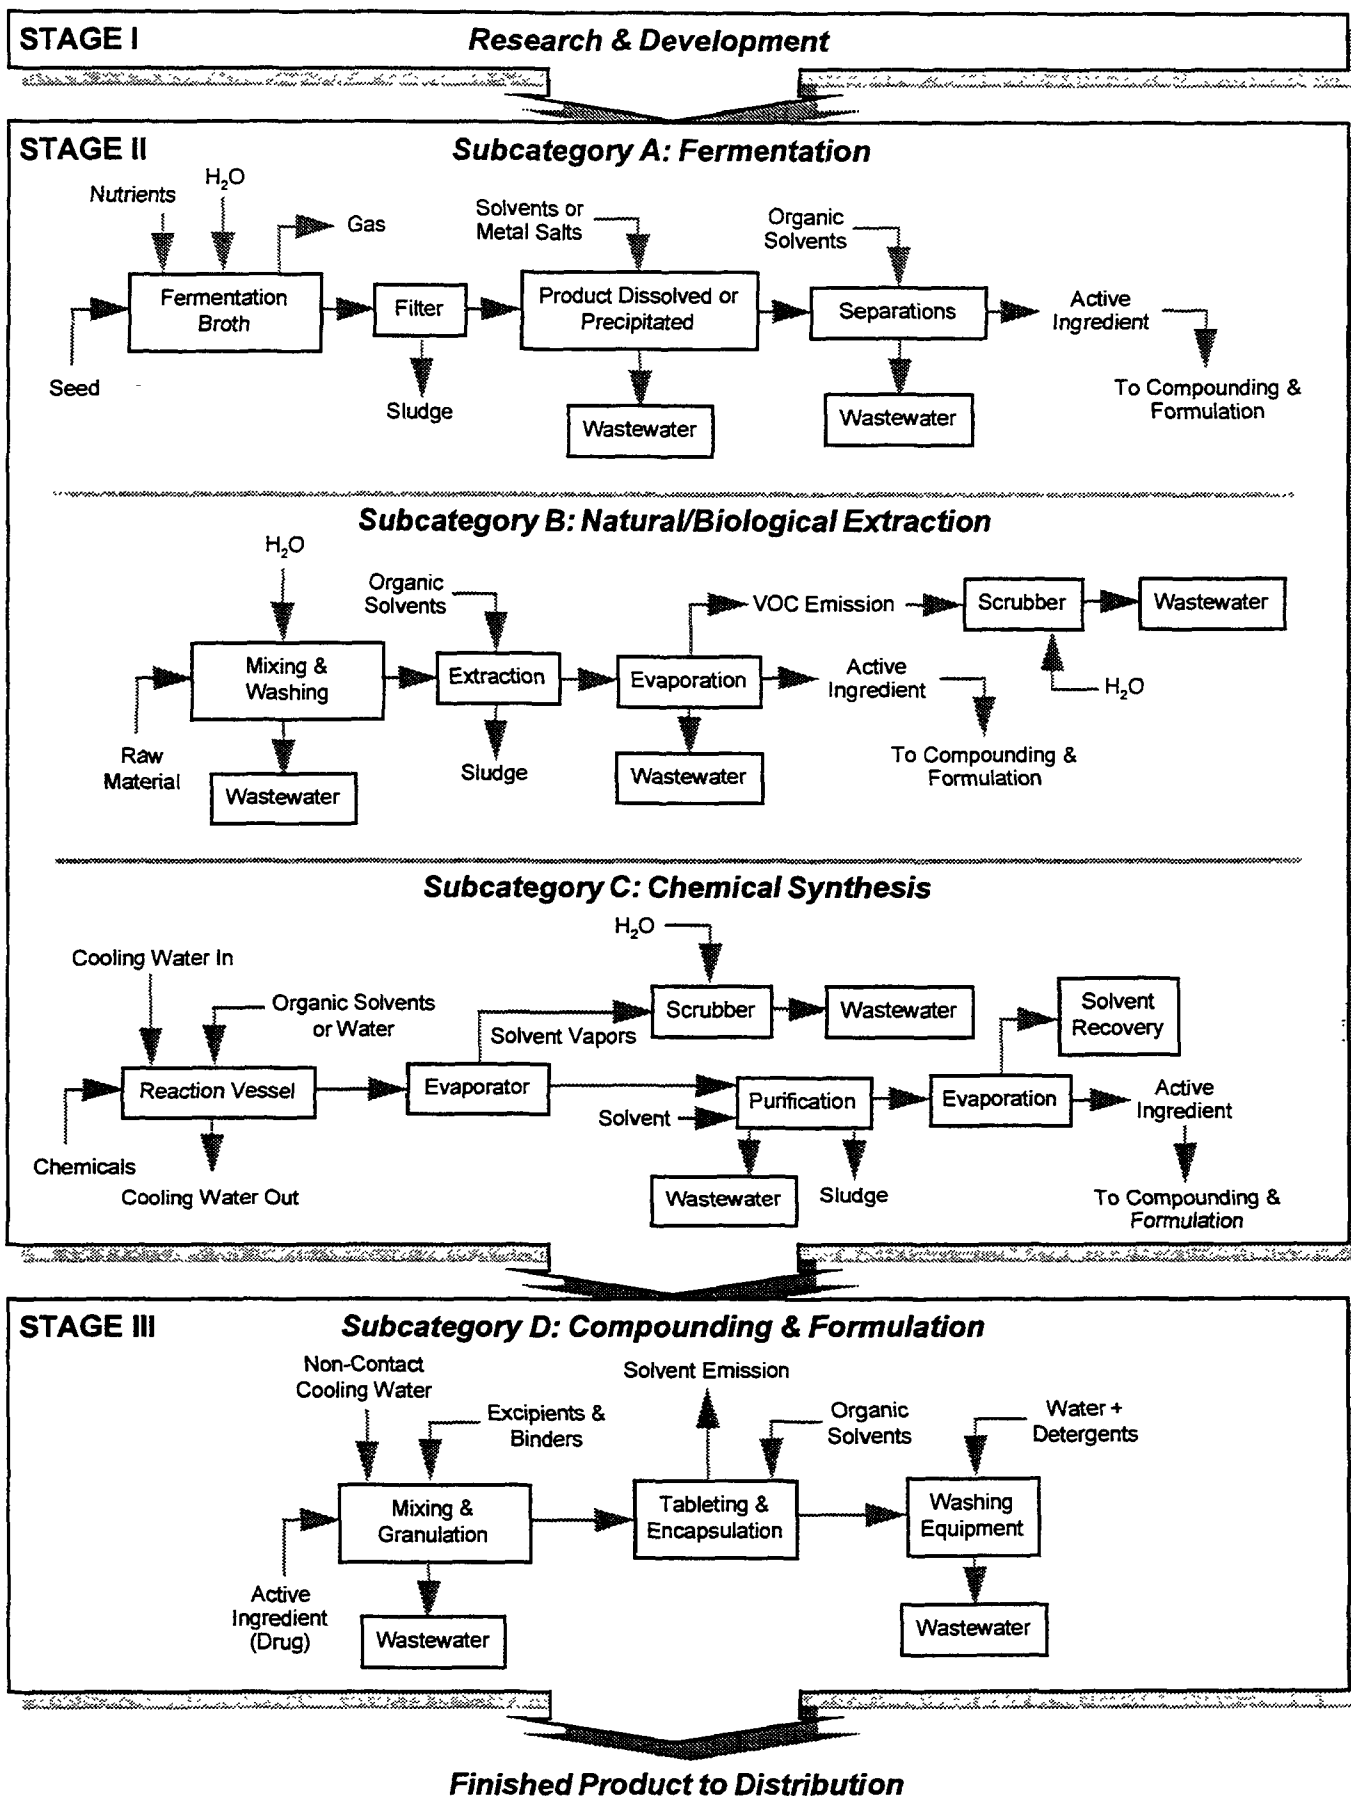 STAGE I
Research & Development
STAGE II
Subcategory A: Fermentation
Nutrients
H₂O
Gas
Solvents or
Metal Salts
Organic
Solvents
Fermentation
Broth
Filter
Product Dissolved or
Precipitated
Separations
Active
Ingredient
Seed
Sludge
Wastewater
Wastewater
To Compounding &
Formulation
Subcategory B: Natural/Biological Extraction
H₂O
Organic
Solvents
VOC Emission
Scrubber
Wastewater
Mixing &
Washing
Extraction
Evaporation
Active
Ingredient
H₂O
Raw
Material
Wastewater
Sludge
Wastewater
To Compounding &
Formulation
Subcategory C: Chemical Synthesis
H₂O
Cooling Water In
Organic Solvents
or Water
Solvent Vapors
Scrubber
Wastewater
Solvent
Recovery
Reaction Vessel
Evaporator
Solvent
Purification
Evaporation
Active
Ingredient
Chemicals
Cooling Water Out
Wastewater
Sludge
To Compounding &
Formulation
STAGE III
Subcategory D: Compounding & Formulation
Non-Contact
Cooling Water
Excipients &
Binders
Solvent Emission
Organic
Solvents
Water +
Detergents
Mixing &
Granulation
Tableting &
Encapsulation
Washing
Equipment
Active
Ingredient
(Drug)
Wastewater
Wastewater
Finished Product to Distribution